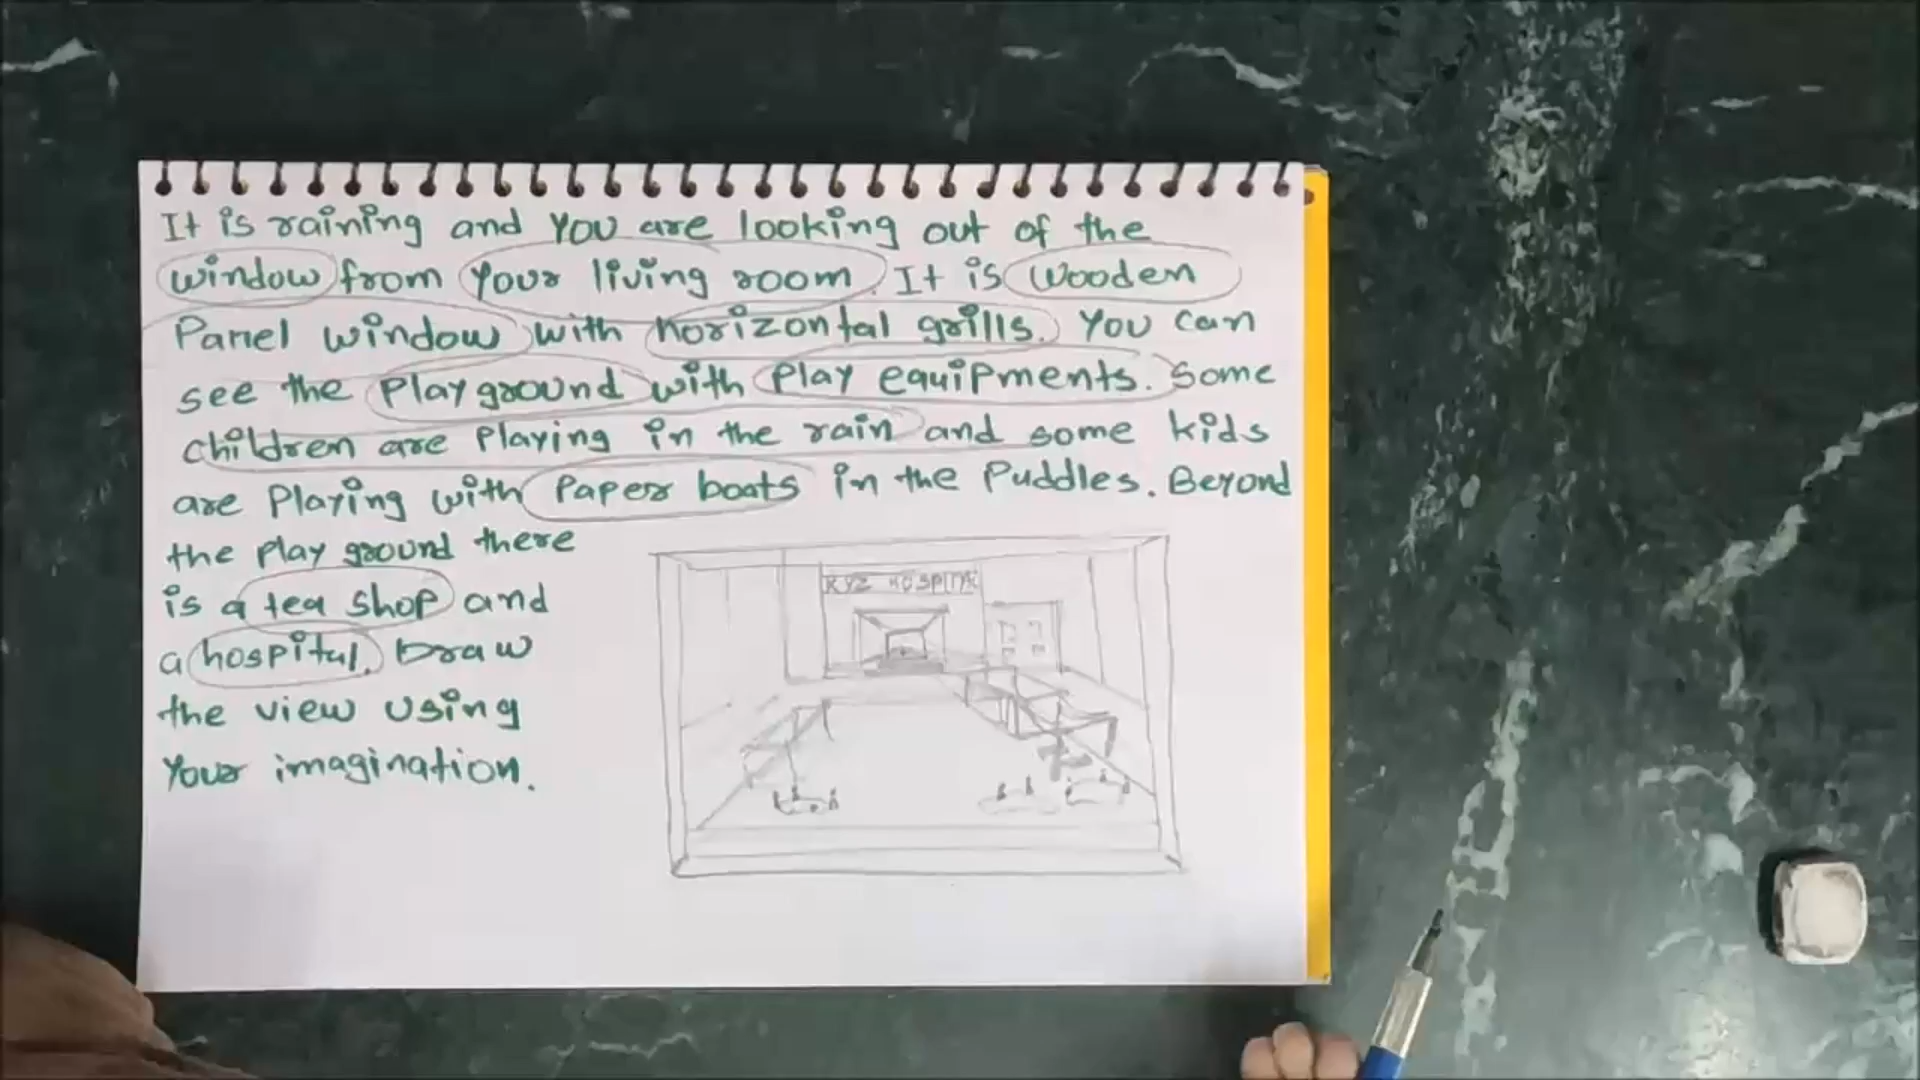 It is raining and you are looking out of the
window from your living room. It is wooden
Panel window with horizontal grills. You can
see the Play ground with Play equipments. Some
children are Playing in the rain and some kids
are Playing with Paper boats in the Puddles. Beyond
the play ground there
is a tea shop and
a hospital. Draw
the view using
Your imagination.
XYZ HOSPITAL